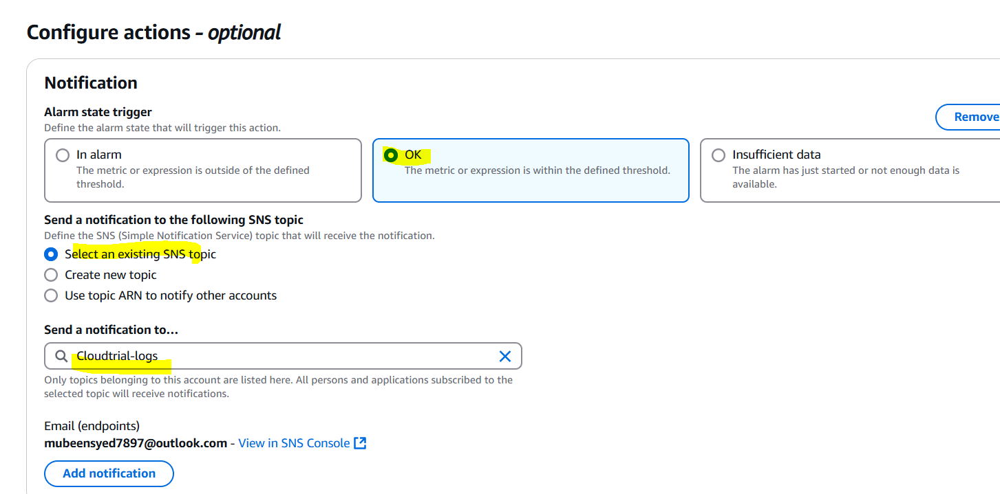 Configure actions - optional
Notification
Alarm state trigger
Define the alarm state that will trigger this action.
Remove
In alarm
The metric or expression is outside of the defined
threshold.
OK
The metric or expression is within the defined threshold.
Insufficient data
The alarm has just started or not enough data is
available.
Send a notification to the following SNS topic
Define the SNS (Simple Notification Service) topic that will receive the notification.
Select an existing SNS topic
Create new topic
Use topic ARN to notify other accounts
Send a notification to…
Cloudtrial-logs
Only topics belonging to this account are listed here. All persons and applications subscribed to the
selected topic will receive notifications.
Email (endpoints)
mubeensyed7897@outlook.com - View in SNS Console
Add notification